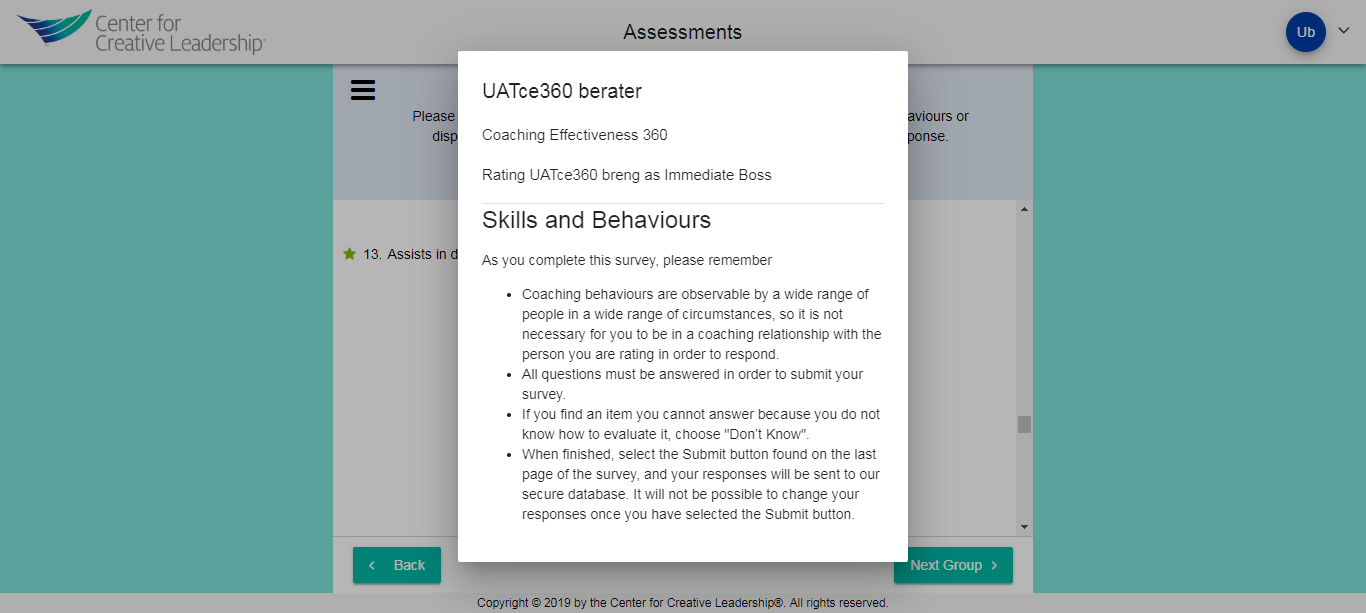 Center for
Creative Leadership®
Assessments
Ub
UATce360 berater
Coaching Effectiveness 360
Rating UATce360 breng as Immediate Boss
Please
aviours or
disp
ponse.
Skills and Behaviours
13. Assists in d
As you complete this survey, please remember
• Coaching behaviours are observable by a wide range of
people in a wide range of circumstances, so it is not
necessary for you to be in a coaching relationship with the
person you are rating in order to respond.
• All questions must be answered in order to submit your
survey.
• If you find an item you cannot answer because you do not
know how to evaluate it, choose "Don't Know".
• When finished, select the Submit button found on the last
page of the survey, and your responses will be sent to our
secure database. It will not be possible to change your
responses once you have selected the Submit button.
Back
Next Group
Copyright © 2019 by the Center for Creative Leadership®. All rights reserved.